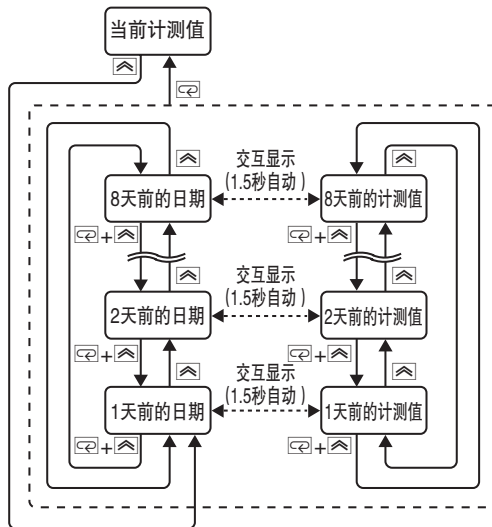 当前计测值
交互显示
(1.5秒自动)
8天前的日期
8天前的计测值
+
+
交互显示
(1.5秒自动)
2天前的日期
2天前的计测值
+
+
交互显示
(1.5秒自动)
1天前的日期
1天前的计测值
+
+